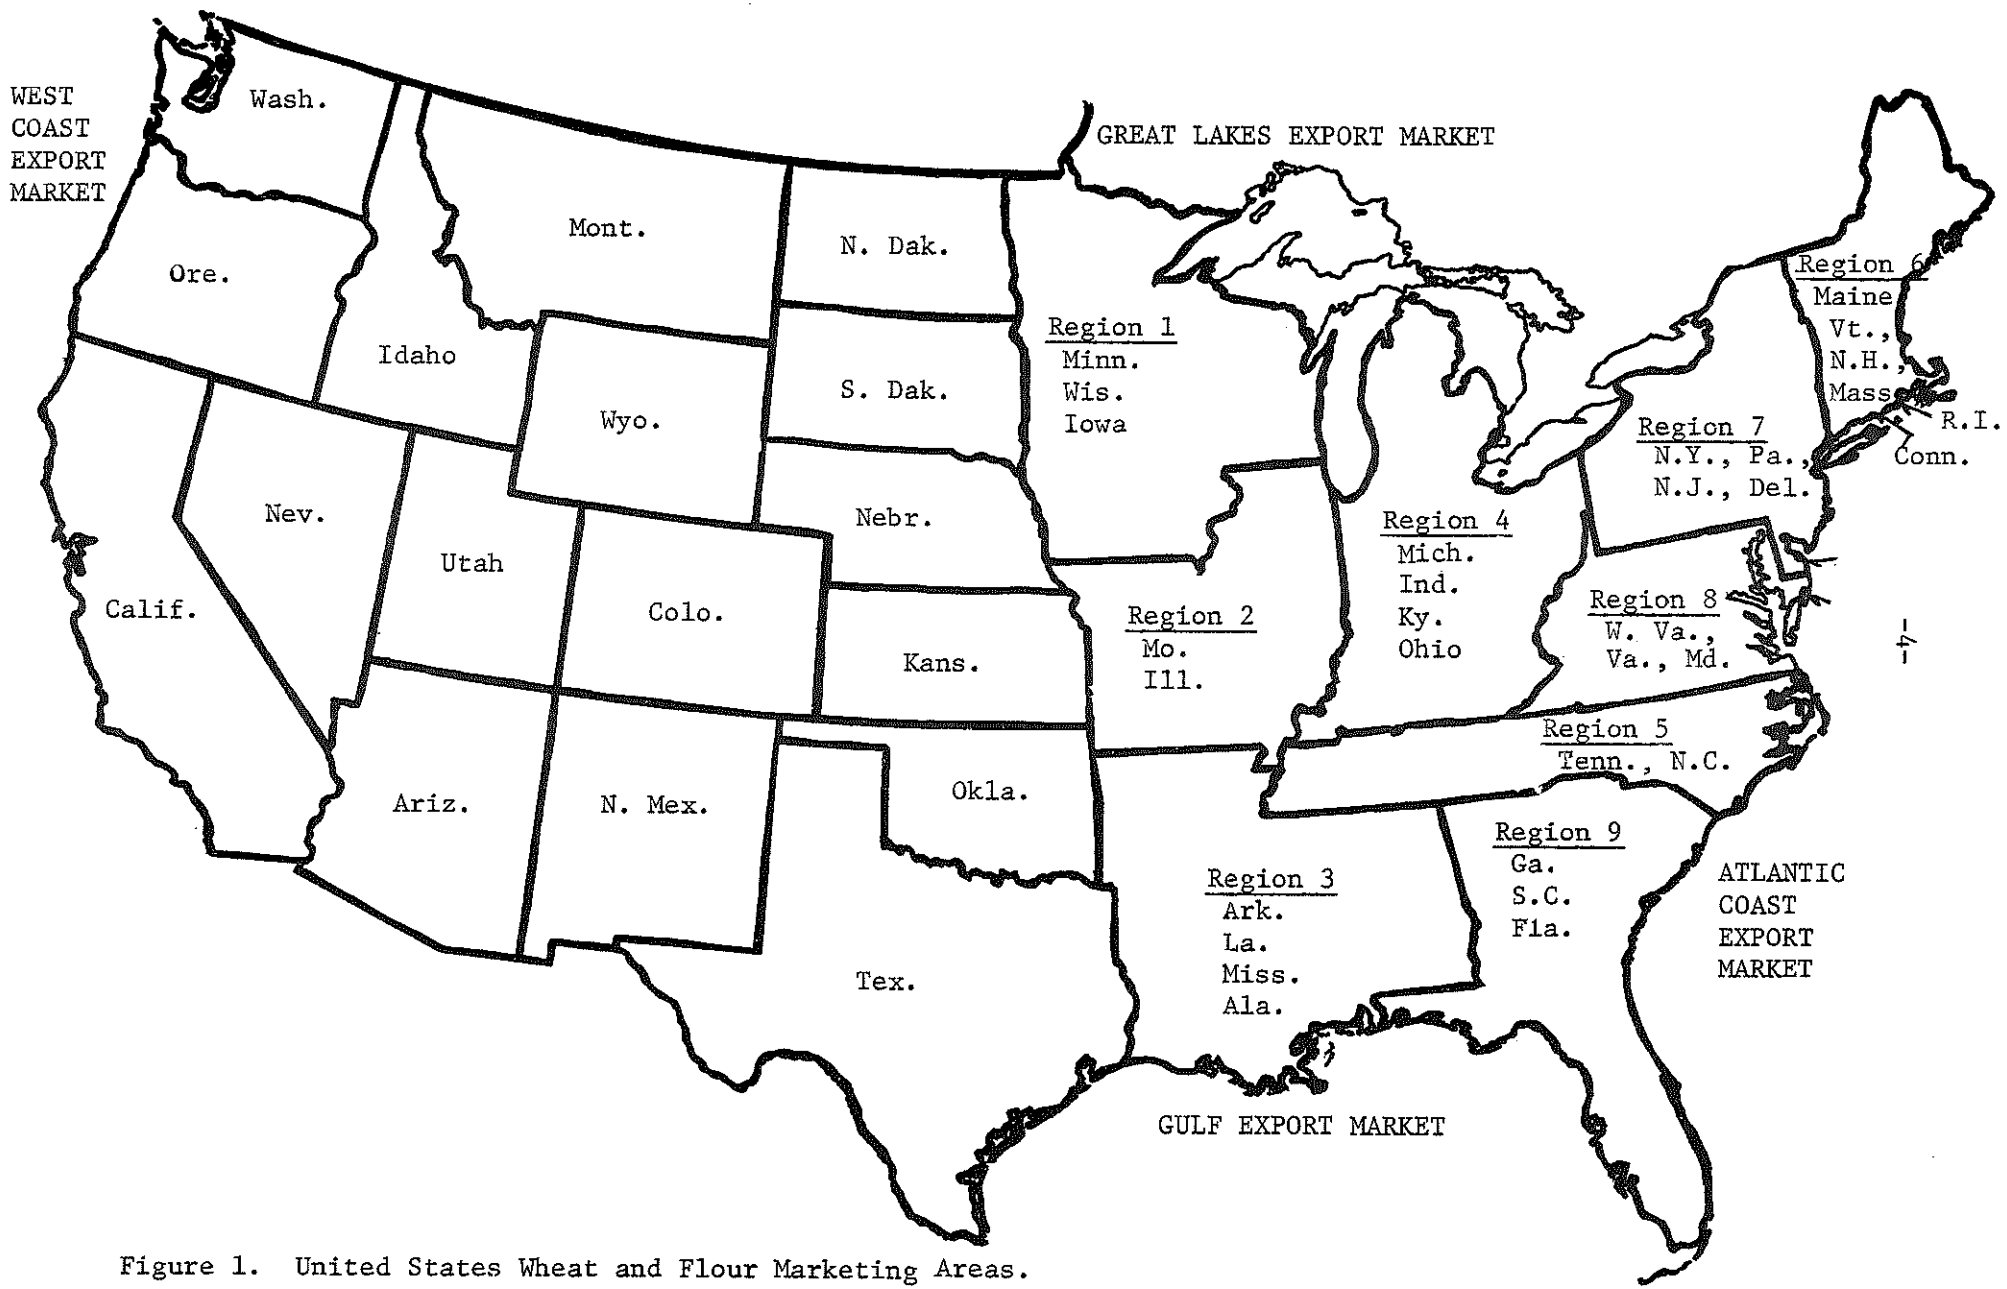 WEST
COAST
EXPORT
MARKET
Wash.
GREAT LAKES EXPORT MARKET
Mont.
N. Dak.
Ore.
Region 6
Maine
Vt.,
N.H.,
Mass.
R.I.
Conn.
Idaho
Region 1
Minn.
Wis.
Iowa
S. Dak.
Wyo.
Region 7
N.Y., Pa.,
N.J., Del.
Nev.
Nebr.
Region 4
Mich.
Ind.
Ky.
Ohio
Utah
Calif.
Colo.
Region 2
Mo.
Ill.
Region 8
W. Va.,
Va., Md.
-4-
Kans.
Region 5
Tenn., N.C.
Ariz.
N. Mex.
Okla.
Region 9
Ga.
S.C.
Fla.
Region 3
Ark.
La.
Miss.
Ala.
ATLANTIC
COAST
EXPORT
MARKET
Tex.
GULF EXPORT MARKET
Figure 1. United States Wheat and Flour Marketing Areas.